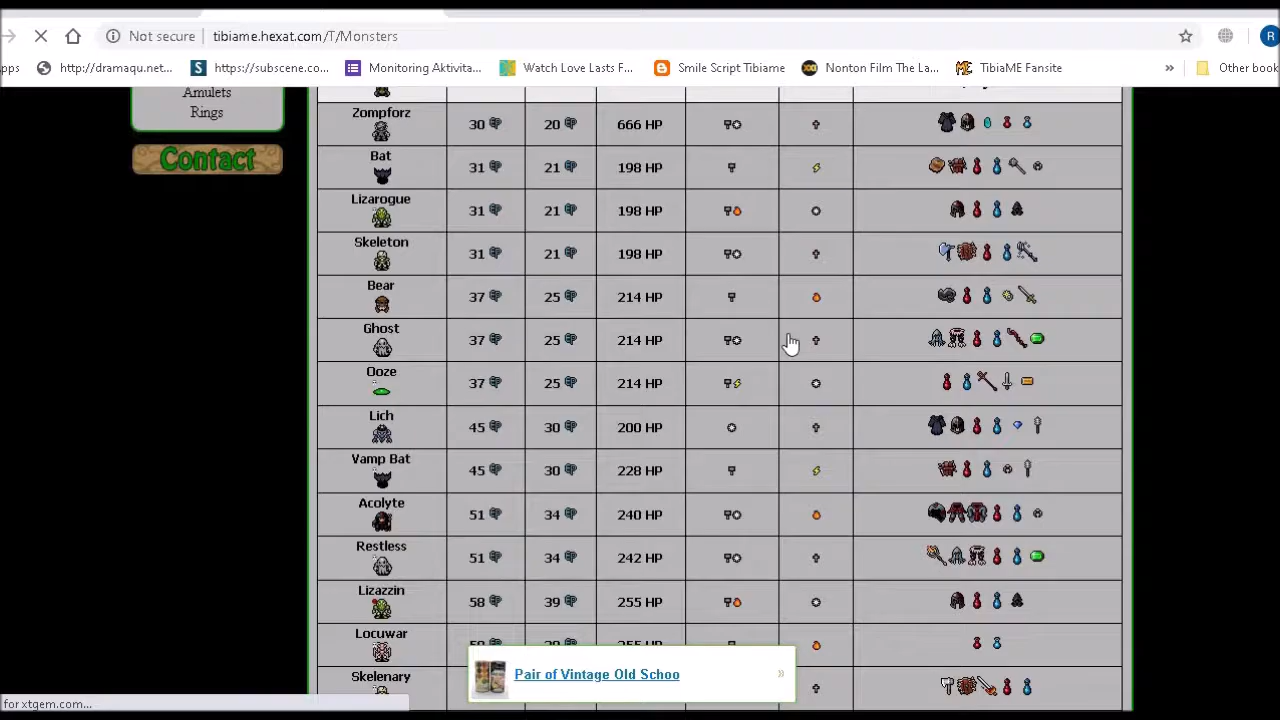 Not secure tibiame.hexat.com/T/Monsters R
pps http://dramaqu.net... S https://subscene.co... Monitoring Aktivita... Watch Love Lasts F... Smile Script Tibiame Nonton Film The La... TibiaME Fansite » Other book
Amulets
Rings
Contact
Zompforz 30 20 666 HP
Bat 31 21 198 HP
Lizarogue 31 21 198 HP
Skeleton 31 21 198 HP
Bear 37 25 214 HP
Ghost 37 25 214 HP
Ooze 37 25 214 HP
Lich 45 30 200 HP
Vamp Bat 45 30 228 HP
Acolyte 51 34 240 HP
Restless 51 34 242 HP
Lizazzin 58 39 255 HP
Locuwar
Skelenary
Pair of Vintage Old Schoo »
for xtgem.com...